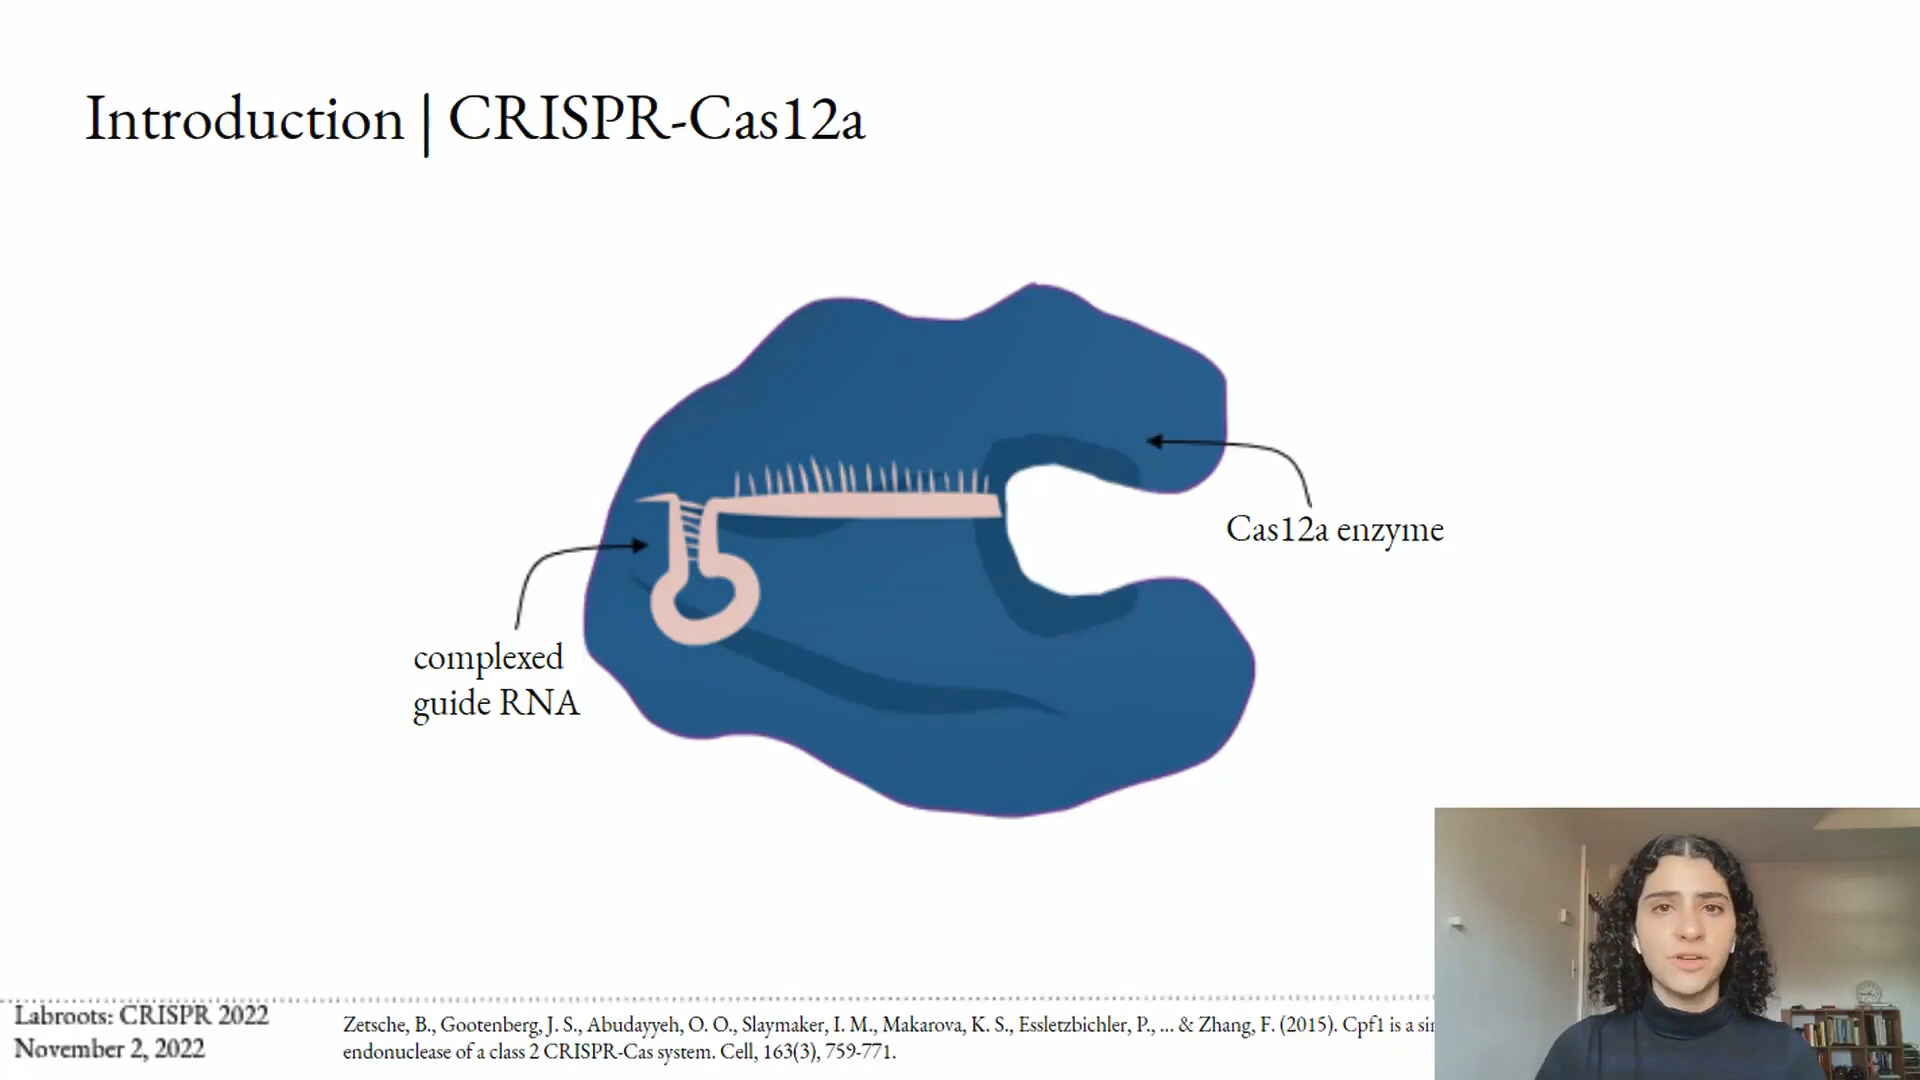 Introduction | CRISPR-Cas12a
Cas12a enzyme
complexed
guide RNA
Labroots: CRISPR 2022
November 2, 2022
Zetsche, B., Gootenberg, J. S., Abudayyeh, O. O., Slaymaker, I. M., Makarova, K. S., Essletzbichler, P., ... & Zhang, F. (2015). Cpf1 is a
endonuclease of a class 2 CRISPR-Cas system. Cell, 163(3), 759-771.